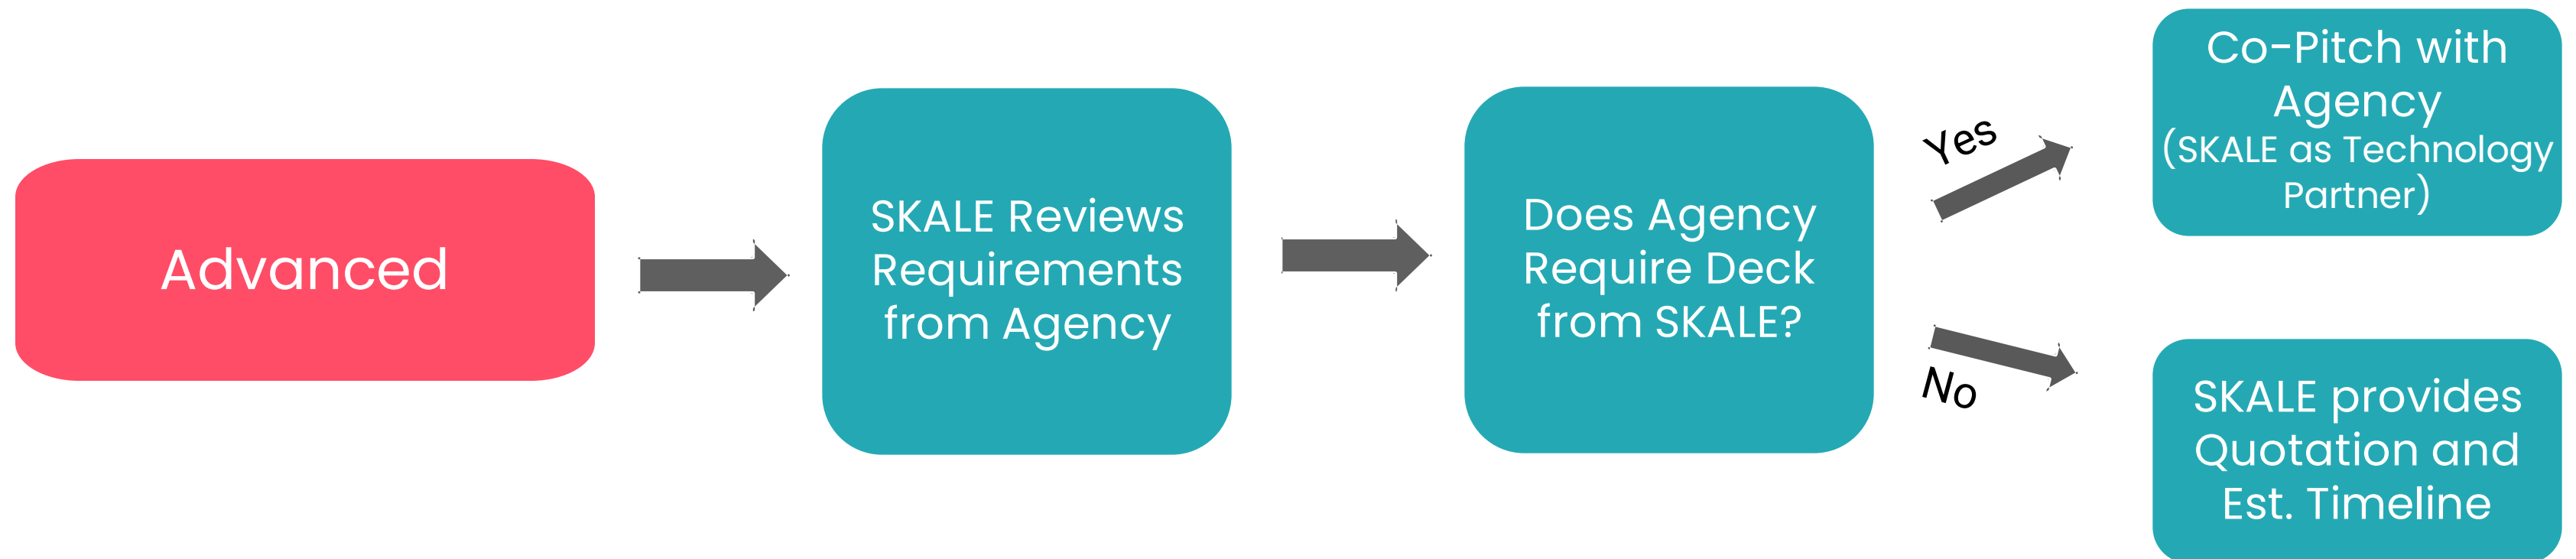 Advanced
SKALE Reviews
Requirements
from Agency
Does Agency
Require Deck
from SKALE?
Yes
No
Co-Pitch with
Agency
(SKALE as Technology
Partner)
SKALE provides
Quotation and
Est. Timeline